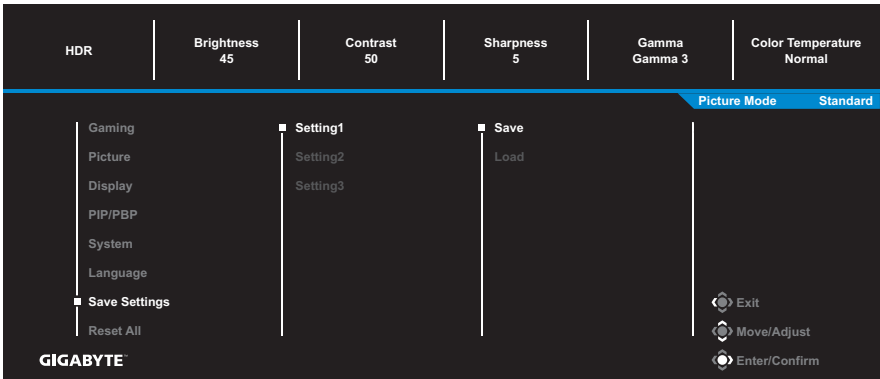 HDR
Brightness
45
Contrast
50
Sharpness
5
Gamma
Gamma 3
Color Temperature
Normal
Picture Mode Standard
Gaming
Picture
Display
PIP/PBP
System
Language
Save Settings
Reset All
Setting1
Setting2
Setting3
Save
Load
Exit
Move/Adjust
Enter/Confirm
GIGABYTE™